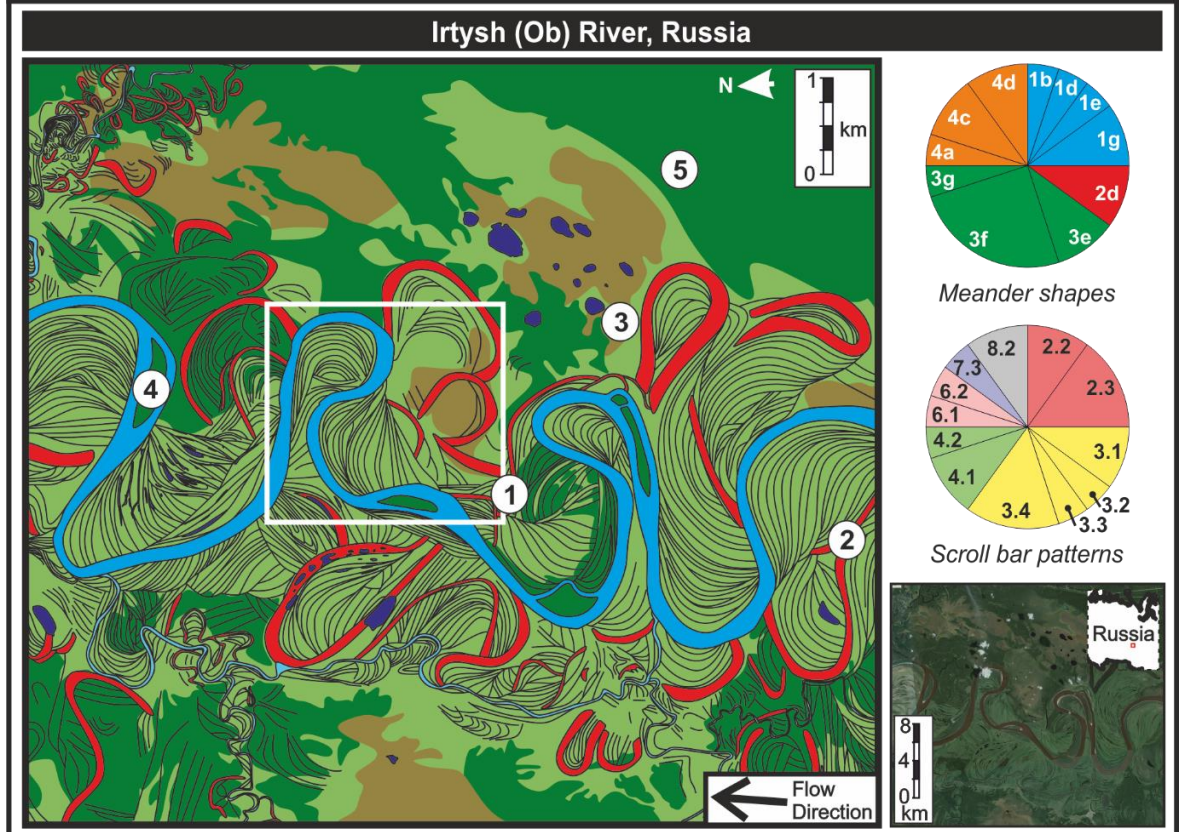 Irtysh (Ob) River, Russia
N
1
km
0
5
3
4
1
2
Flow
Direction
4d
1b
1d
1e
1g
4c
4a
3g
2d
3f
3e
Meander shapes
8.2
2.2
7.3
2.3
6.2
6.1
4.2
3.1
4.1
3.2
3.4
3.3
Scroll bar patterns
Russia
8
4
0
km